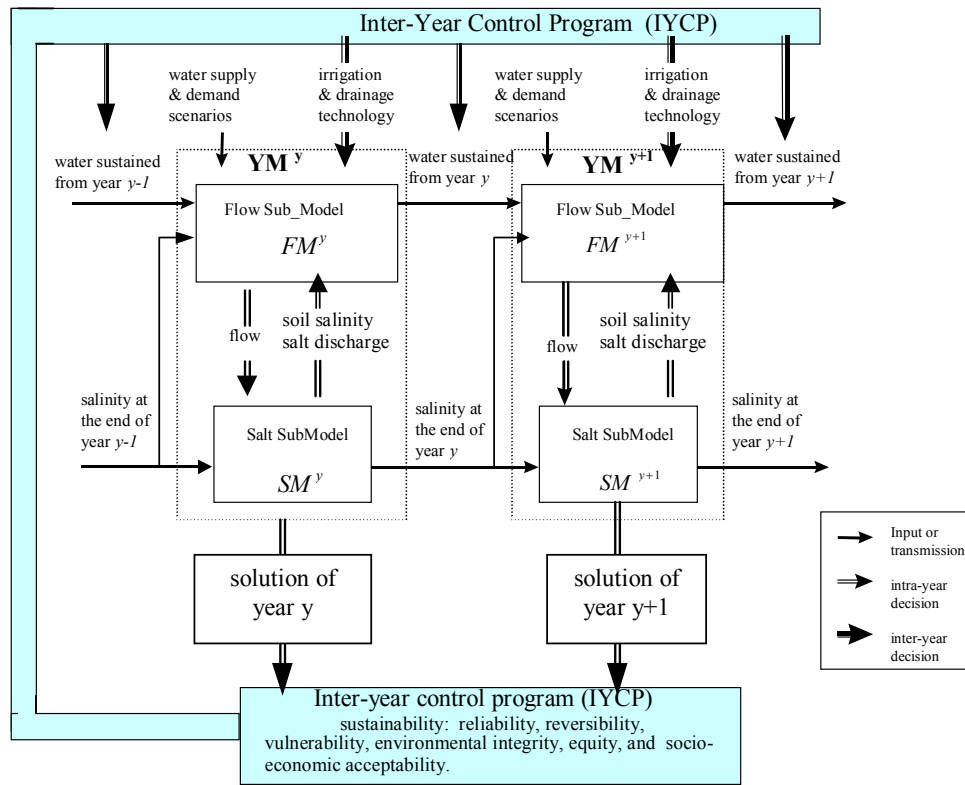 Inter-Year Control Program (IYCP)
water supply
& demand
scenarios
irrigation
& drainage
technology
water supply
& demand
scenarios
irrigation
& drainage
technology
water sustained
from year y-1
YM y
water sustained
from year y
YM y+1
water sustained
from year y+1
Flow Sub_Model
FM y
Flow Sub_Model
FM y+1
flow
soil salinity
salt discharge
flow
soil salinity
salt discharge
salinity at
the end of
year y-1
Salt SubModel
SM y
salinity at
the end of
year y
Salt SubModel
SM y+1
salinity at
the end of
year y+1
solution of
year y
solution of
year y+1
Input or
transmission
intra-year
decision
inter-year
decision
Inter-year control program (IYCP)
sustainability: reliability, reversibility,
vulnerability, environmental integrity, equity, and socio-
economic acceptability.